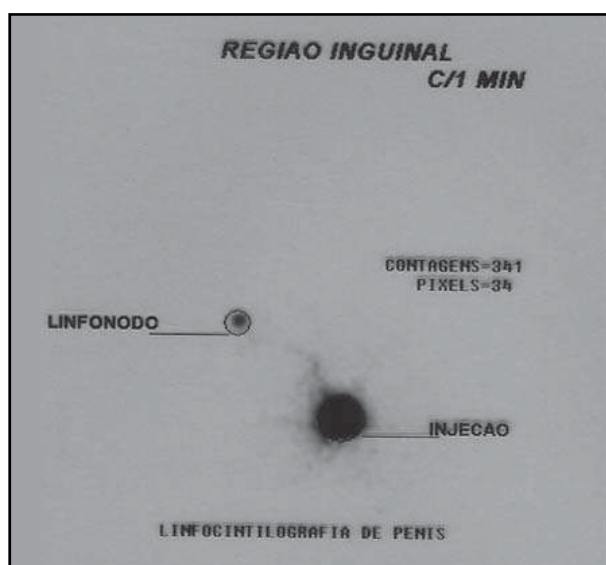 REGIAO INGUINAL
C/1 MIN
CONTAGENS=341
PIXELS=34
LINFONODO
INJECAO
LINFOCINTILOGRAFIA DE PENIS